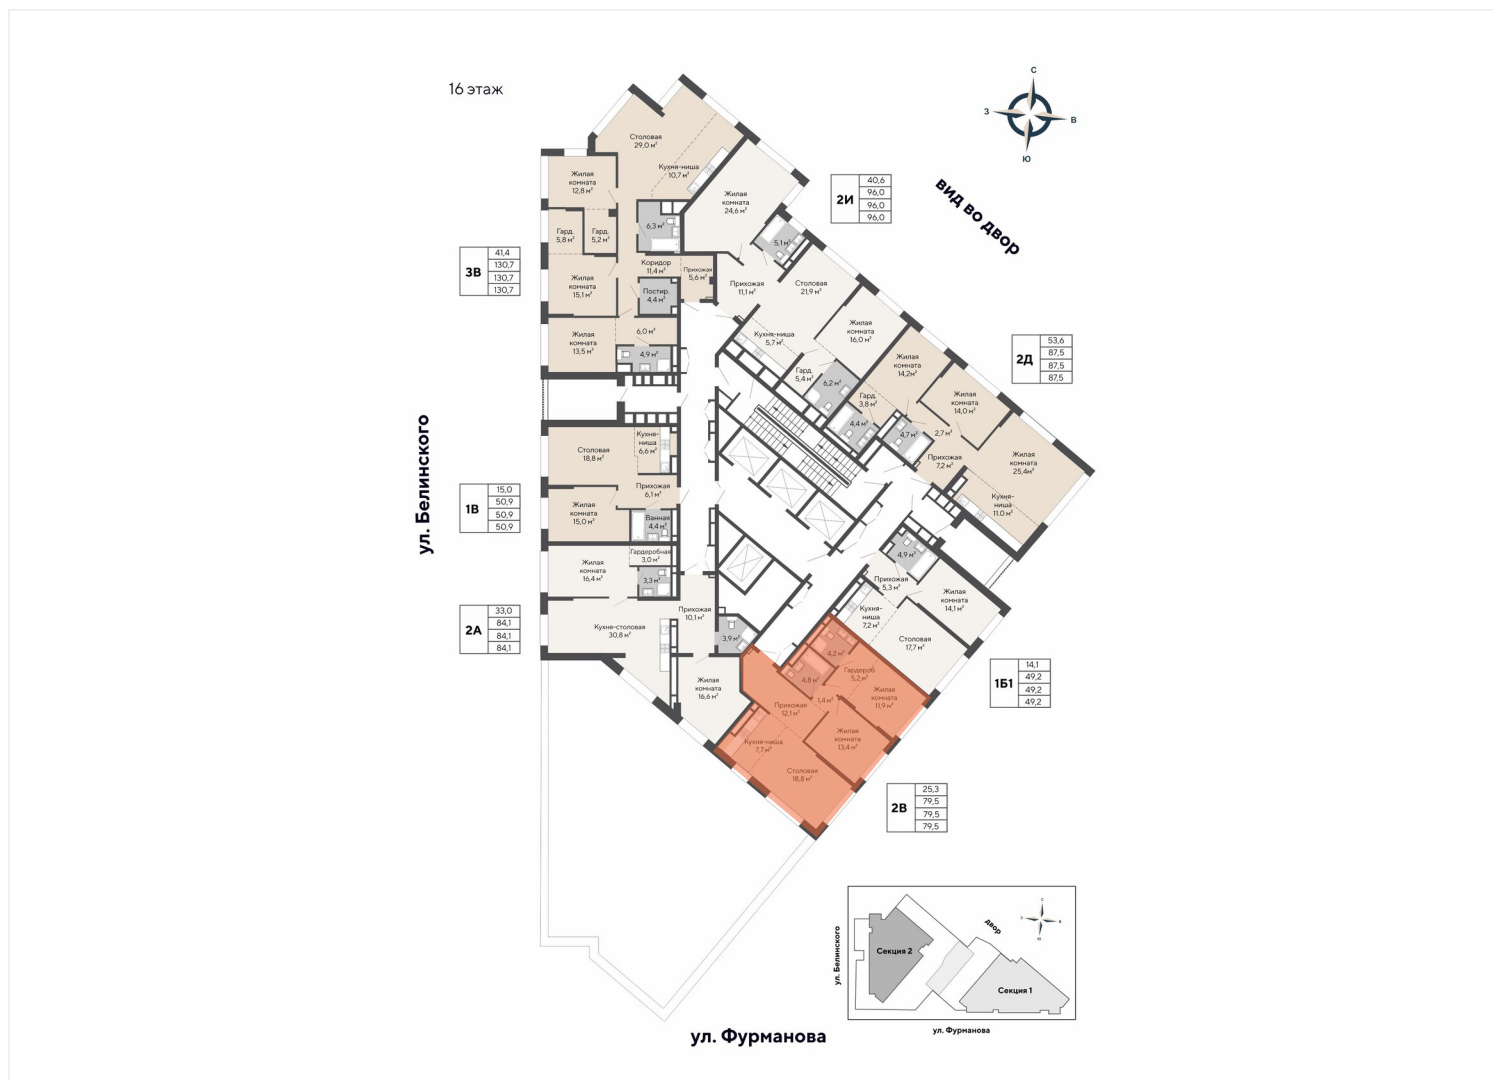 16 этаж
С
З
В
Ю
вид во двор
ул. Белинского
ул. Фурманова
Столовая
29,0 м²
Кухня-ниша
10,7 м²
Жилая
комната
12,8 м²
Гард.
5,8 м²
Гард.
5,2 м²
6,3 м²
Коридор
11,4 м²
Прихожая
5,6 м²
Постир.
4,4 м²
Жилая
комната
15,1 м²
Жилая
комната
13,5 м²
6,0 м²
4,9 м²
3В
41,4
130,7
130,7
130,7
Жилая
комната
24,6 м²
5,1 м²
Прихожая
11,1 м²
Столовая
21,9 м²
Кухня-ниша
5,7 м²
Жилая
комната
16,0 м²
Гард.
5,4 м²
6,2 м²
2И
40,6
96,0
96,0
96,0
Жилая
комната
14,2м²
Гард.
3,8 м²
4,4 м²
4,7 м²
2,7 м²
Жилая
комната
14,0 м²
Прихожая
7,2 м²
Жилая
комната
25,4м²
Кухня-
ниша
11.0 м²
2Д
53,6
87,5
87,5
87,5
Столовая
18,8 м²
Кухня-
ниша
6,6 м²
Прихожая
6,1 м²
Жилая
комната
15,0 м²
Ванная
4,4 м²
1В
15,0
50,9
50,9
50,9
Гардеробная
3,0 м²
Жилая
комната
16,4 м²
3,3 м²
Кухня-столовая
30,8 м²
Прихожая
10,1 м²
3,9 м²
Жилая
комната
16,6 м²
2А
33,0
84,1
84,1
84,1
4,9 м²
Прихожая
5,3 м²
Жилая
комната
14,1 м²
Кухня-
ниша
7,2 м²
Столовая
17,7 м²
1Б1
14,1
49,2
49,2
49,2
4,2 м²
Гардероб
5,2 м²
4,8 м²
1,4 м²
Жилая
комната
11,9 м²
Прихожая
12,1 м²
Жилая
комната
13,4 м²
Кухня-ниша
7,7 м²
Столовая
18,8 м²
2В
25,3
79,5
79,5
79,5
двор
ул. Белинского
Секция 2
Секция 1
ул. Фурманова